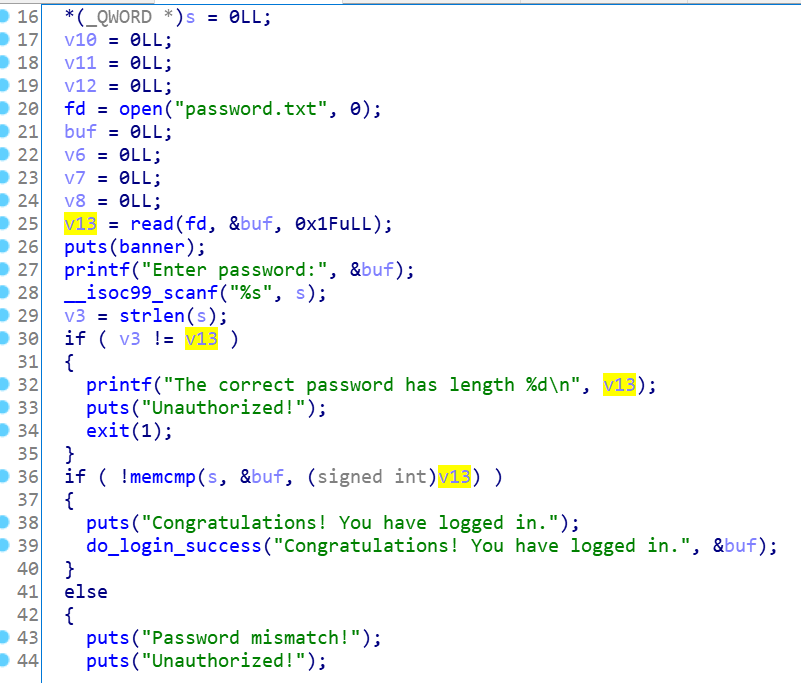 16 *(_QWORD *)s = 0LL;
17 v10 = 0LL;
18 v11 = 0LL;
19 v12 = 0LL;
20 fd = open("password.txt", 0);
21 buf = 0LL;
22 v6 = 0LL;
23 v7 = 0LL;
24 v8 = 0LL;
25 v13 = read(fd, &buf, 0x1FuLL);
26 puts(banner);
27 printf("Enter password:", &buf);
28 __isoc99_scanf("%s", s);
29 v3 = strlen(s);
30 if ( v3 != v13 )
31 {
32   printf("The correct password has length %d\n", v13);
33   puts("Unauthorized!");
34   exit(1);
35 }
36 if ( !memcmp(s, &buf, (signed int)v13) )
37 {
38   puts("Congratulations! You have logged in.");
39   do_login_success("Congratulations! You have logged in.", &buf);
40 }
41 else
42 {
43   puts("Password mismatch!");
44   puts("Unauthorized!");